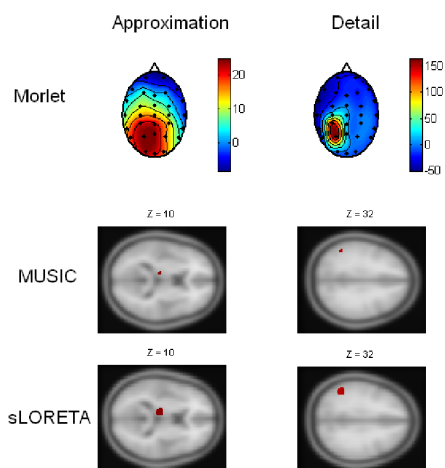 Approximation Detail
Morlet
20
10
0
150
100
50
0
-50
Z = 10 Z = 32
MUSIC
Z = 10 Z = 32
sLORETA